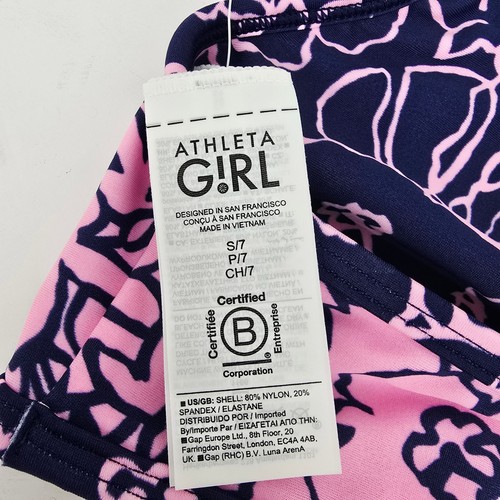 ATHLETA
G!RL
DESIGNED IN SAN FRANCISCO
CONÇU À SAN FRANCISCO
MADE IN VIETNAM
S/7
P/7
CH/7
Certified
Certifiée
B
Entreprise
Corporation
■ US/GB: SHELL: 80% NYLON, 20%
SPANDEX / ELASTANE
DISTRIBUIDO POR / Imported
By/Importe Par / ΕΙΣΑΓΕΤΑΙ ΑΠΟ ΤΗΝ:
■ Gap Europe Ltd., 8th Floor, 20
Farringdon Street, London, EC4A 4AB,
UK. ■ Gap (RHC) B.V. Luna ArenA